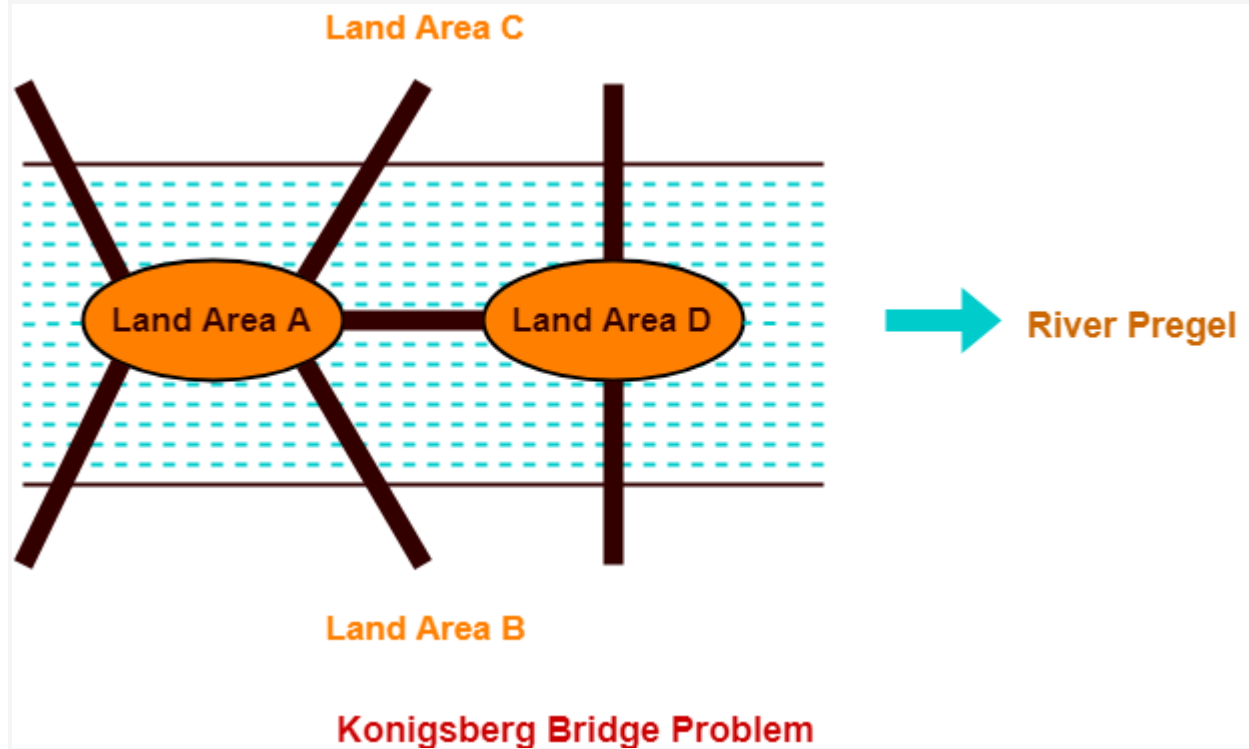 Land Area C
Land Area A
Land Area D
River Pregel
Land Area B
Konigsberg Bridge Problem